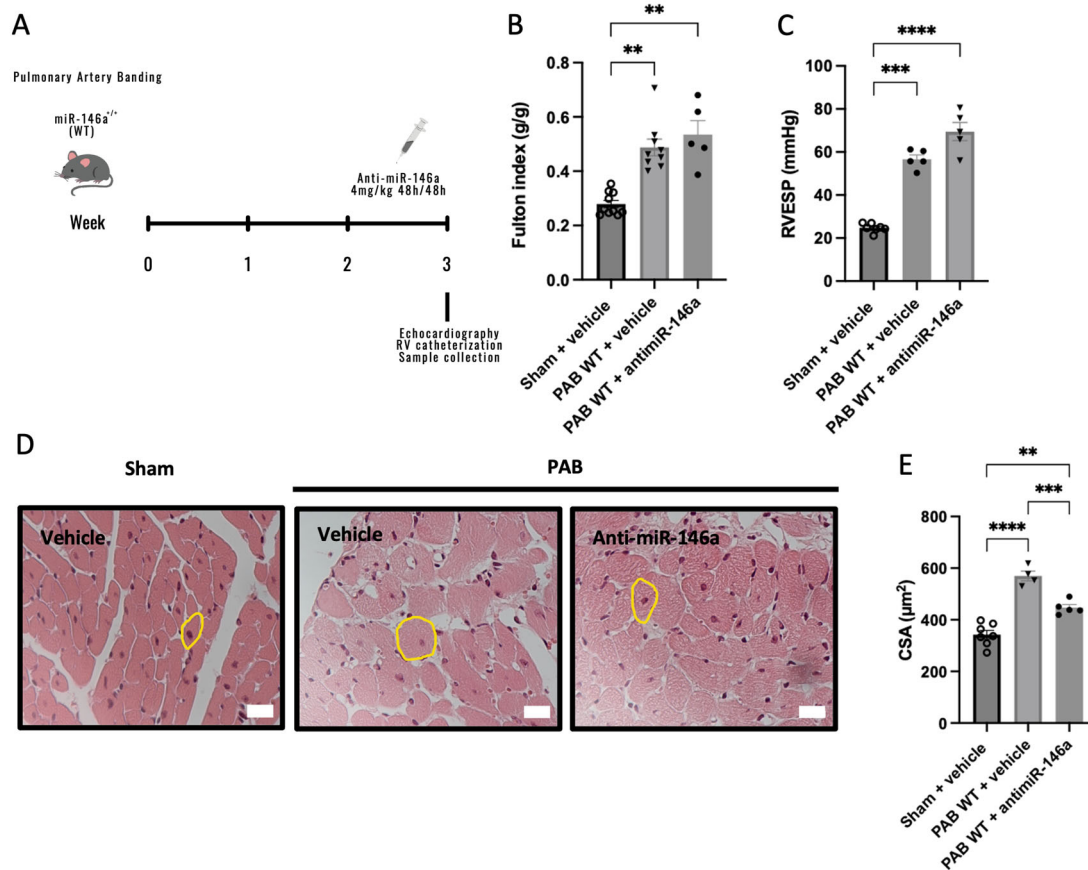 A
Pulmonary Artery Banding
miR-146a+/+
(WT)
Anti-miR-146a
4mg/kg 48h/48h
Week
0 1 2 3
Echocardiography
RV catheterization
Sample collection
B
**
**
Fulton index (g/g)
0.8
0.6
0.4
0.2
0.0
Sham + vehicle
PAB WT + vehicle
PAB WT + antimiR-146a
C
****
***
RVESP (mmHg)
100
80
60
40
20
0
Sham + vehicle
PAB WT + vehicle
PAB WT + antimiR-146a
D
Sham
PAB
Vehicle
Vehicle
Anti-miR-146a
E
**
***
****
CSA (µm²)
800
600
400
200
0
Sham + vehicle
PAB WT + vehicle
PAB WT + antimiR-146a